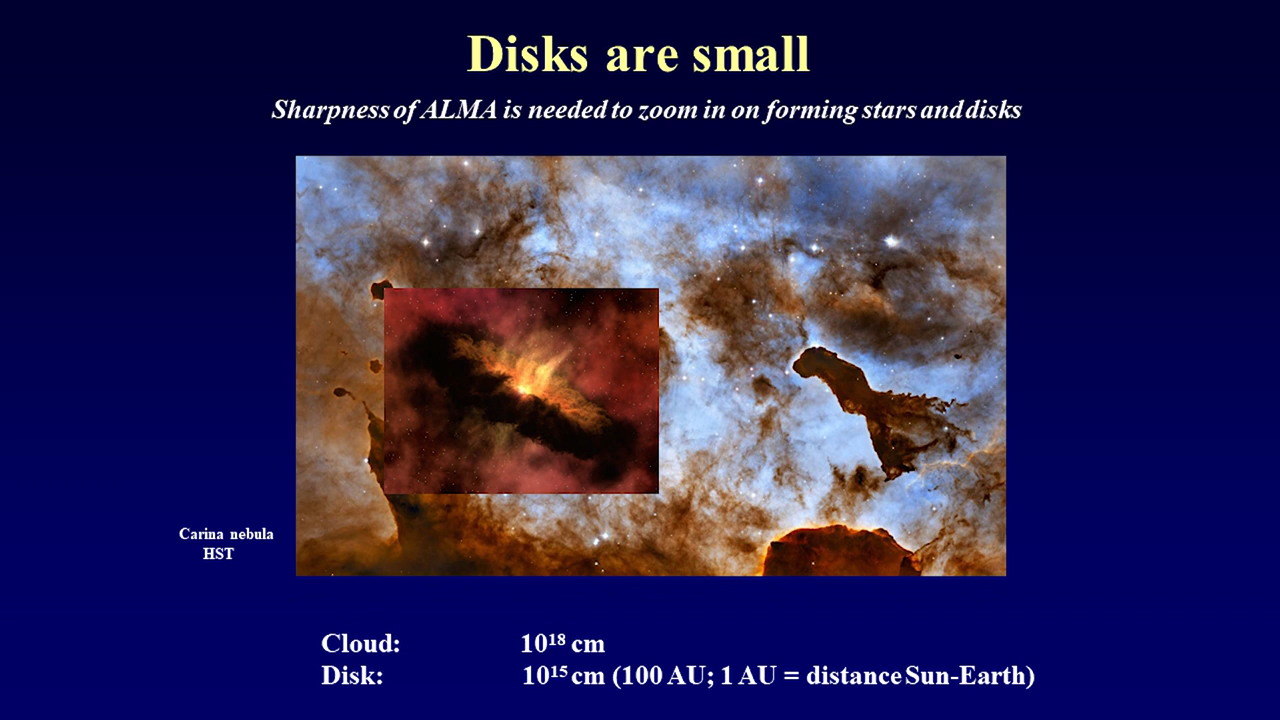 Disks are small
Sharpness of ALMA is needed to zoom in on forming stars and disks
Carina nebula
HST
Cloud: 10¹⁸ cm
Disk: 10¹⁵ cm (100 AU; 1 AU = distance Sun-Earth)